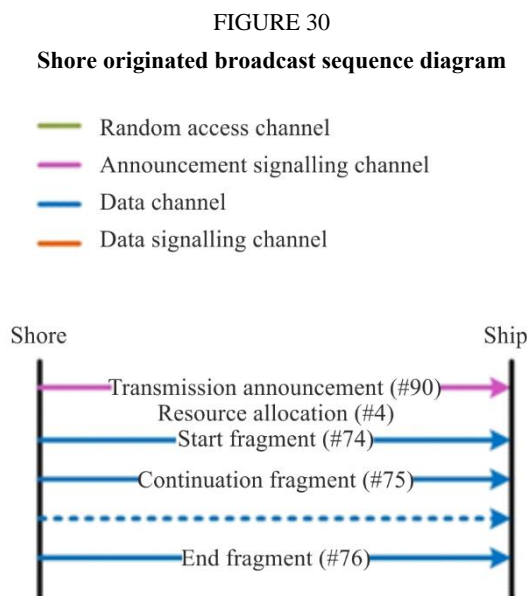 FIGURE 30
Shore originated broadcast sequence diagram
Random access channel
Announcement signalling channel
Data channel
Data signalling channel
Shore
Ship
Transmission announcement (#90)
Resource allocation (#4)
Start fragment (#74)
Continuation fragment (#75)
End fragment (#76)